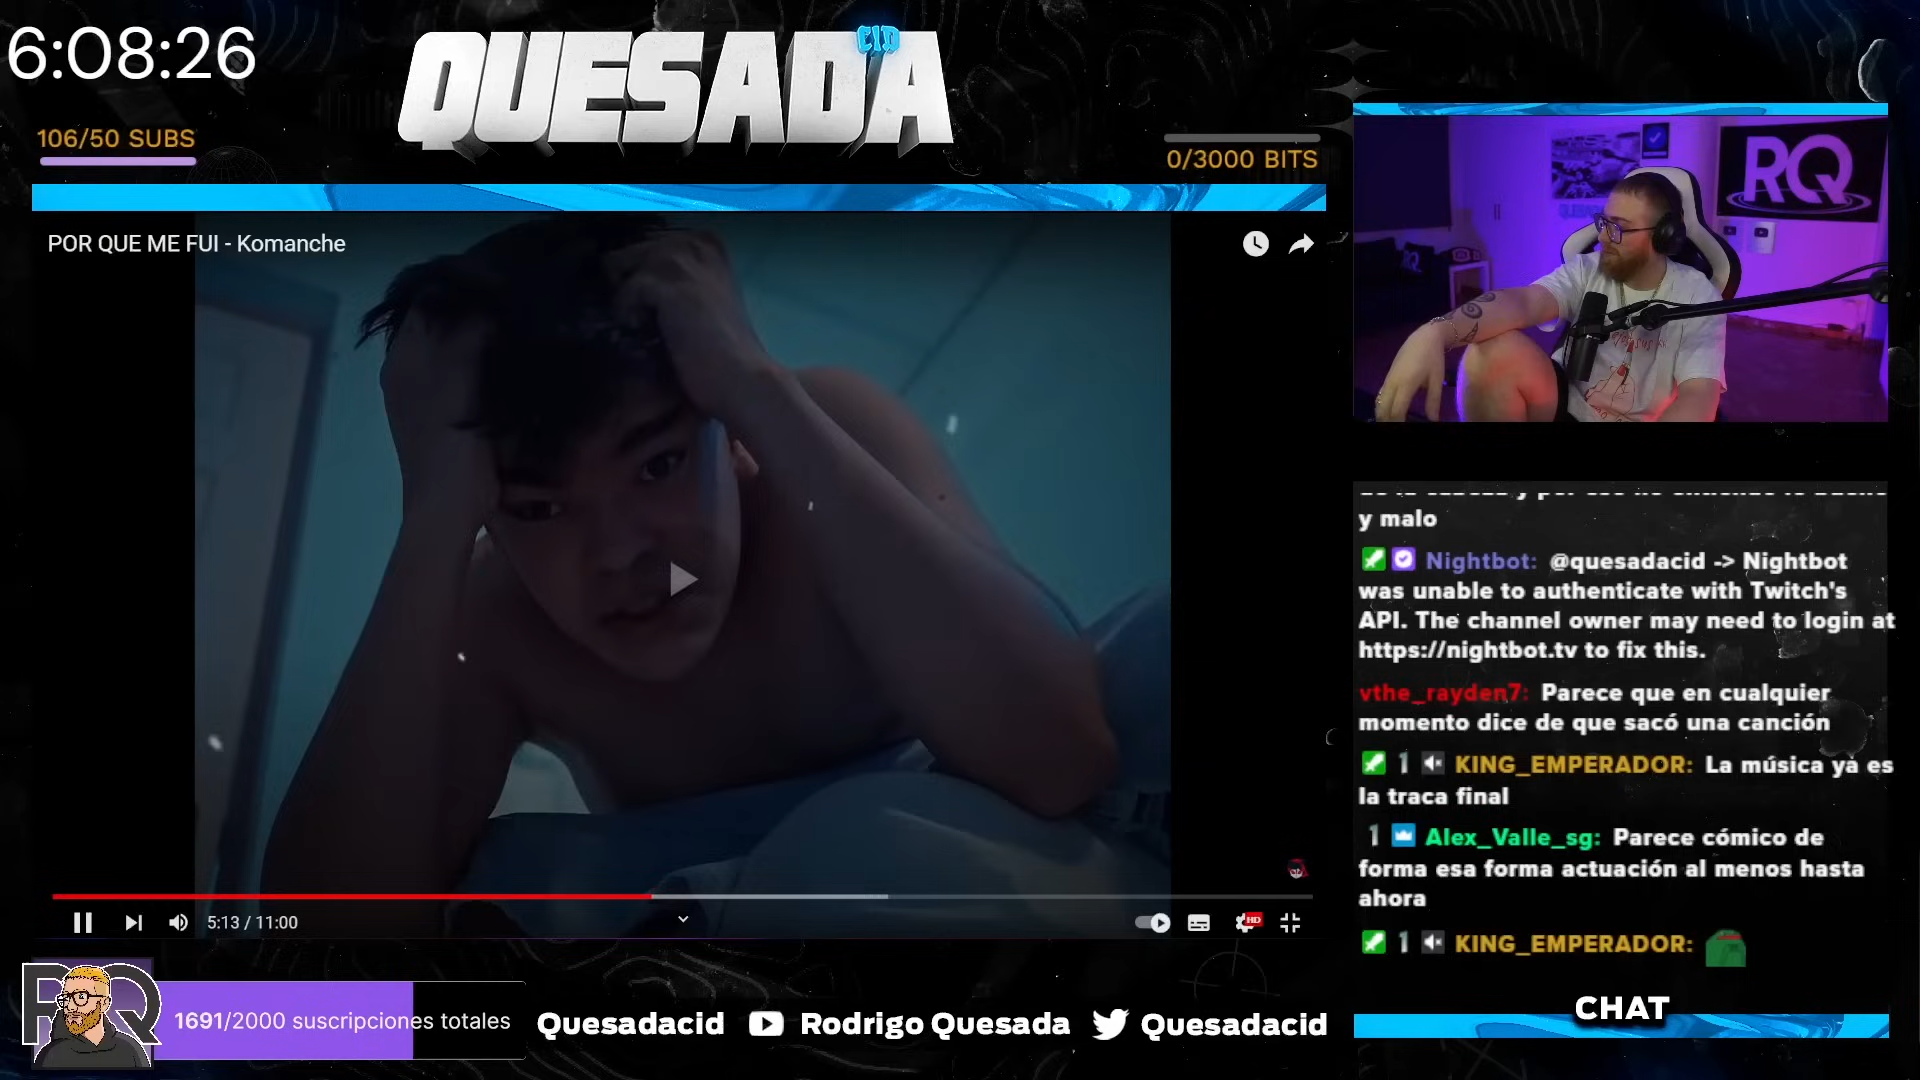 6:08:26
QUESADA
CID
106/50 SUBS
0/3000 BITS
POR QUE ME FUI - Komanche
RQ
y malo
Nightbot: @quesadacid -> Nightbot
was unable to authenticate with Twitch's
API. The channel owner may need to login at
https://nightbot.tv to fix this.
vthe_rayden7: Parece que en cualquier
momento dice de que sacó una canción
1 KING_EMPERADOR: La música ya es
la traca final
1 Alex_Valle_sg: Parece cómico de
forma esa forma actuación al menos hasta
ahora
1 KING_EMPERADOR:
CHAT
5:13 / 11:00
HD
RQ
1691/2000 suscripciones totales
Quesadacid
Rodrigo Quesada
Quesadacid